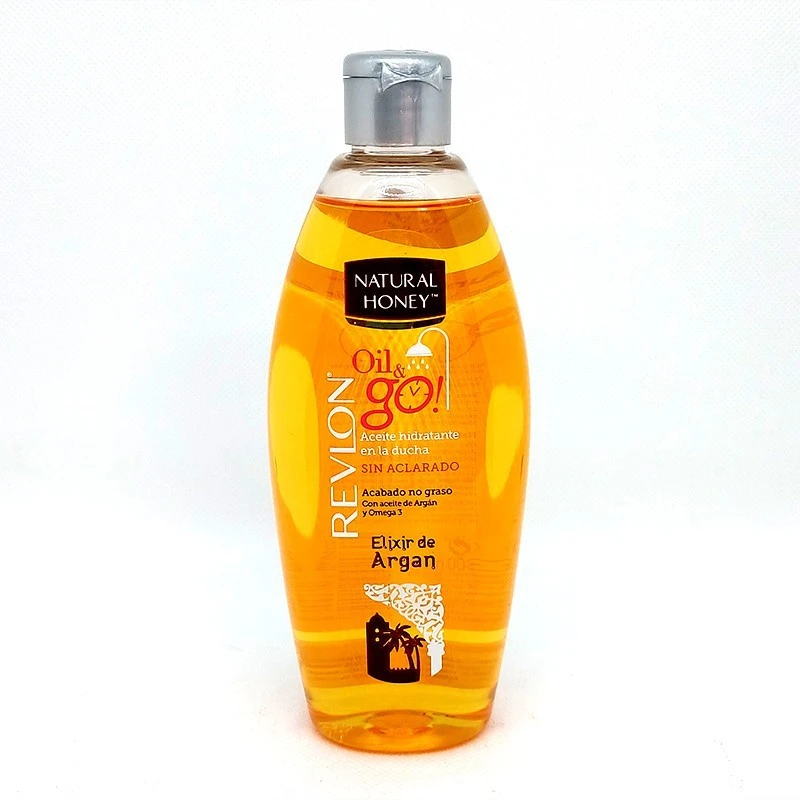 NATURAL
HONEY™
Oil &
go!
REVLON®
Aceite hidratante
en la ducha
SIN ACLARADO
Acabado no graso
Con aceite de Argán
y Omega 3
Elixir de
Argan